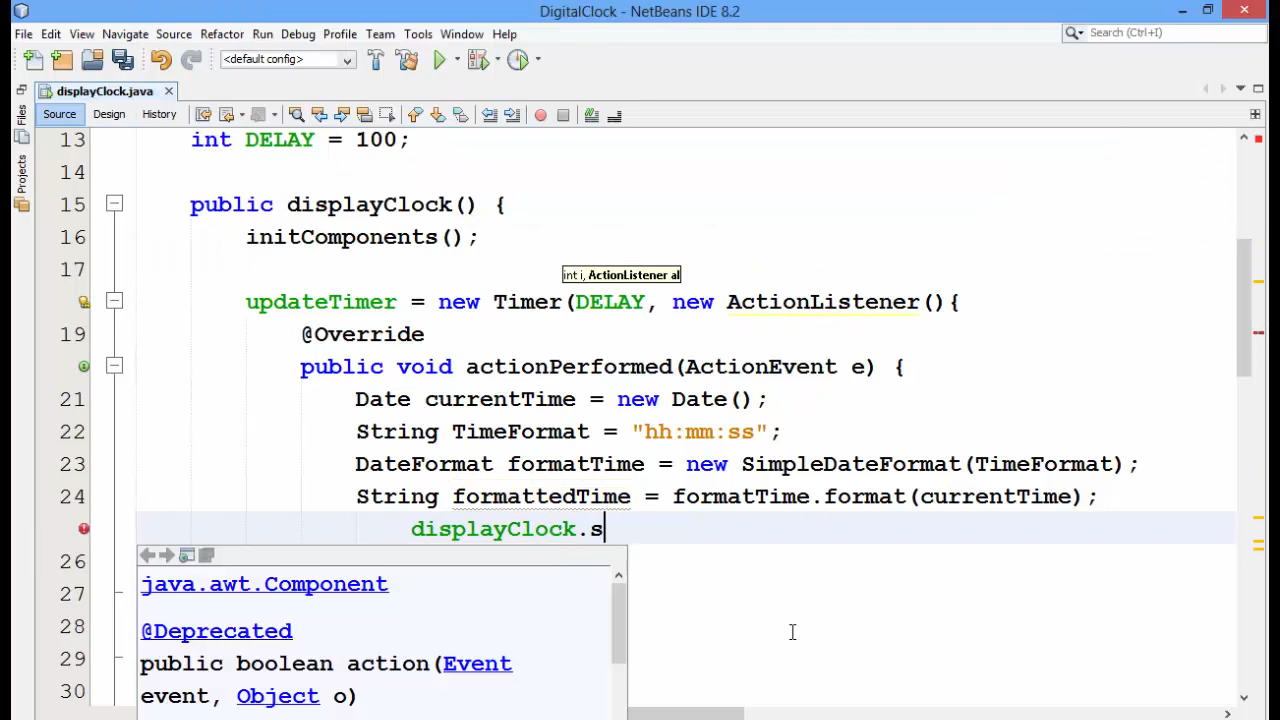 DigitalClock - NetBeans IDE 8.2
File Edit View Navigate Source Refactor Run Debug Profile Team Tools Window Help
Search (Ctrl+I)
<default config>
displayClock.java
Source Design History
Files
Projects
13 int DELAY = 100;
14
15 public displayClock() {
16 initComponents();
17
int i, ActionListener al
updateTimer = new Timer(DELAY, new ActionListener(){
19 @Override
public void actionPerformed(ActionEvent e) {
21 Date currentTime = new Date();
22 String TimeFormat = "hh:mm:ss";
23 DateFormat formatTime = new SimpleDateFormat(TimeFormat);
24 String formattedTime = formatTime.format(currentTime);
displayClock.s
26
27
28
29
30
java.awt.Component
@Deprecated
public boolean action(Event
event, Object o)